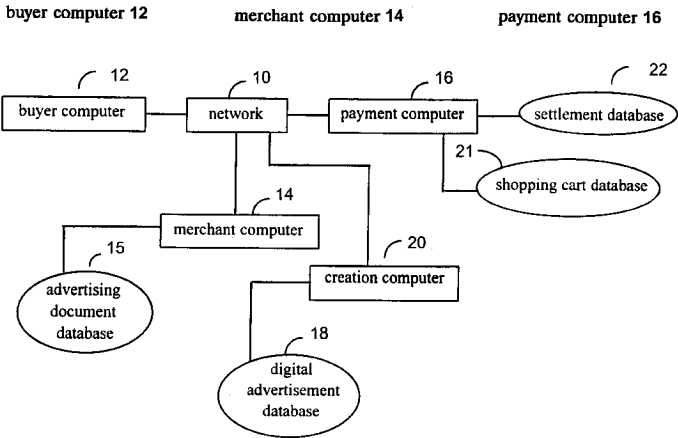 buyer computer 12
merchant computer 14
payment computer 16
12
10
16
22
buyer computer
network
payment computer
settlement database
21
shopping cart database
14
merchant computer
15
20
advertising
document
database
creation computer
18
digital
advertisement
database